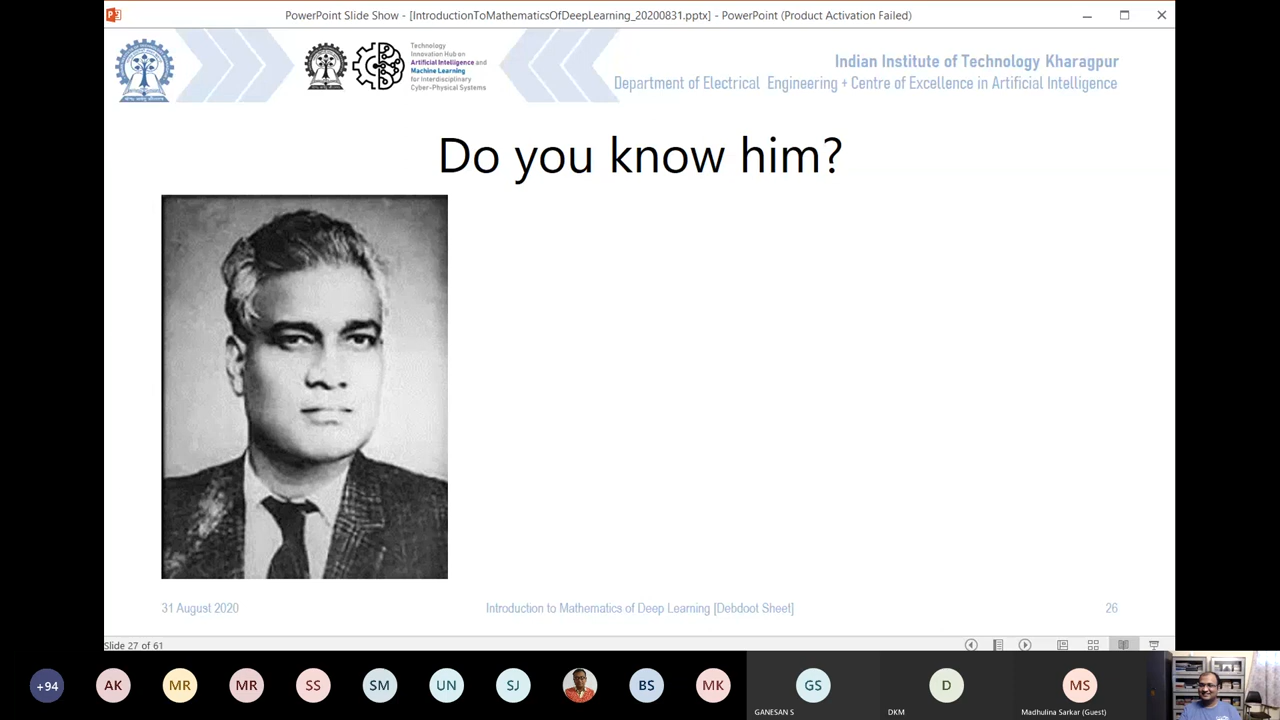 PowerPoint Slide Show - [IntroductionToMathematicsOfDeepLearning_20200831.pptx] - PowerPoint (Product Activation Failed)
Technology
Innovation Hub on
Artificial Intelligence and
Machine Learning
for Interdisciplinary
Cyber-Physical Systems
Indian Institute of Technology Kharagpur
Department of Electrical Engineering + Centre of Excellence in Artificial Intelligence
Do you know him?
31 August 2020
Introduction to Mathematics of Deep Learning [Debdoot Sheet]
26
Slide 27 of 61
+94
AK
MR
MR
SS
SM
UN
SJ
BS
MK
GS
D
MS
GANESAN S
DKM
Madhulina Sarkar (Guest)